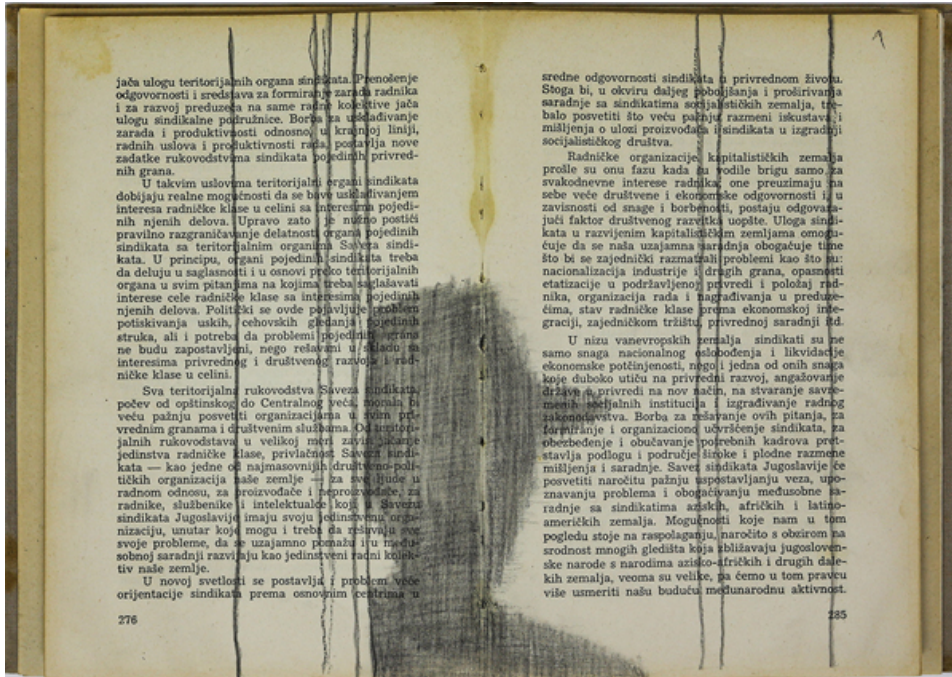 jača ulogu teritorijalnih organa sindikata. Prenošenje
odgovornosti i sredstava za formiranje zarada radnika
i za razvoj preduzeća na same radne kolektive jača
ulogu sindikalne podružnice. Borba za usklađivanje
zarada i produktivnosti odnosno, u krajnjoj liniji,
radnih uslova i produktivnosti rada, postavlja nove
zadatke rukovodstvima sindikata pojedinih privred-
nih grana.
U takvim uslovima teritorijalni organi sindikata
dobijaju realne mogućnosti da se bave usklađivanjem
interesa radničke klase u celini sa interesima pojedi-
nih njenih delova. Upravo zato je nužno postići
pravilno razgraničavanje delatnosti organa pojedinih
sindikata sa teritorijalnim organima Saveza sindi-
kata. U principu, organi pojedinih sindikata treba
da deluju u saglasnosti i u osnovi preko teritorijalnih
organa u svim pitanjima na kojima treba saglašavati
interese cele radničke klase sa interesima pojedinih
njenih delova. Politički se ovde pojavljuje problem
potiskivanja uskih, cehovskih gledanja pojedinih
struka, ali i potreba da problemi pojedinih grana
ne budu zapostavljeni, nego rešavani u skladu sa
interesima privrednog i društvenog razvoja i rad-
ničke klase u celini.
Sva teritorijalna rukovodstva Saveza sindikata,
počev od opštinskog do Centralnog veća, morala bi
veću pažnju posvetiti organizacijama u svim pri-
vrednim granama i društvenim službama. Od teritori-
jalnih rukovodstava u velikoj meri zavisi jačanje
jedinstva radničke klase, privlačnost Saveza sindi-
kata — kao jedne od najmasovnijih društveno-poli-
tičkih organizacija naše zemlje — za sve ljude u
radnom odnosu, za proizvođače i neproizvođače, za
radnike, službenike i intelektualce koji u Savezu
sindikata Jugoslavije imaju svoju jedinstvenu orga-
nizaciju, unutar koje mogu i treba da rešavaju sve
svoje probleme, da se uzajamno pomažu i u među-
sobnoj saradnji razvijaju kao jedinstveni radni kolek-
tiv naše zemlje.
U novoj svetlosti se postavlja i problem veće
orijentacije sindikata prema osnovnim centrima u
276
1
sredne odgovornosti sindikata u privrednom životu.
Stoga bi, u okviru daljeg poboljšanja i proširivanja
saradnje sa sindikatima socijalističkih zemalja, tre-
balo posvetiti što veću pažnju razmeni iskustava i
mišljenja o ulozi proizvođača i sindikata u izgradnji
socijalističkog društva.
Radničke organizacije kapitalističkih zemalja
prošle su onu fazu kada su vodile brigu samo za
svakodnevne interese radnika; one preuzimaju na
sebe veće društvene i ekonomske odgovornosti i, u
zavisnosti od snage i borbenosti, postaju odgovara-
jući faktor društvenog razvitka uopšte. Uloga sindi-
kata u razvijenim kapitalističkim zemljama omogu-
ćuje da se naša uzajamna saradnja obogaćuje time
što bi se zajednički razmatrali problemi kao što su:
nacionalizacija industrije i drugih grana, opasnosti
etatizacije u podržavljenoj privredi i položaj rad-
nika, organizacija rada i nagrađivanja u preduze-
ćima, stav radničke klase prema ekonomskoj inte-
graciji, zajedničkom tržištu, privrednoj saradnji itd.
U nizu vanevropskih zemalja sindikati su ne
samo snaga nacionalnog oslobođenja i likvidacije
ekonomske potčinjenosti, nego i jedna od onih snaga
koje duboko utiču na privredni razvoj, angažovanje
države u privredi na nov način, na stvaranje savre-
menih socijalnih institucija i izgrađivanje radnog
zakonodavstva. Borba za rešavanje ovih pitanja, za
formiranje i organizaciono učvršćenje sindikata, za
obezbeđenje i obučavanje potrebnih kadrova pret-
stavlja podlogu i područje široke i plodne razmene
mišljenja i saradnje. Savez sindikata Jugoslavije će
posvetiti naročitu pažnju uspostavljanju veza, upo-
znavanju problema i obogaćivanju međusobne sa-
radnje sa sindikatima aziskih, afričkih i latino-
američkih zemalja. Mogućnosti koje nam u tom
pogledu stoje na raspolaganju, naročito s obzirom na
srodnost mnogih gledišta koja zbližavaju jugosloven-
ske narode s narodima azisko-afričkih i drugih dale-
kih zemalja, veoma su velike, pa ćemo u tom pravcu
više usmeriti našu buduću međunarodnu aktivnost.
285